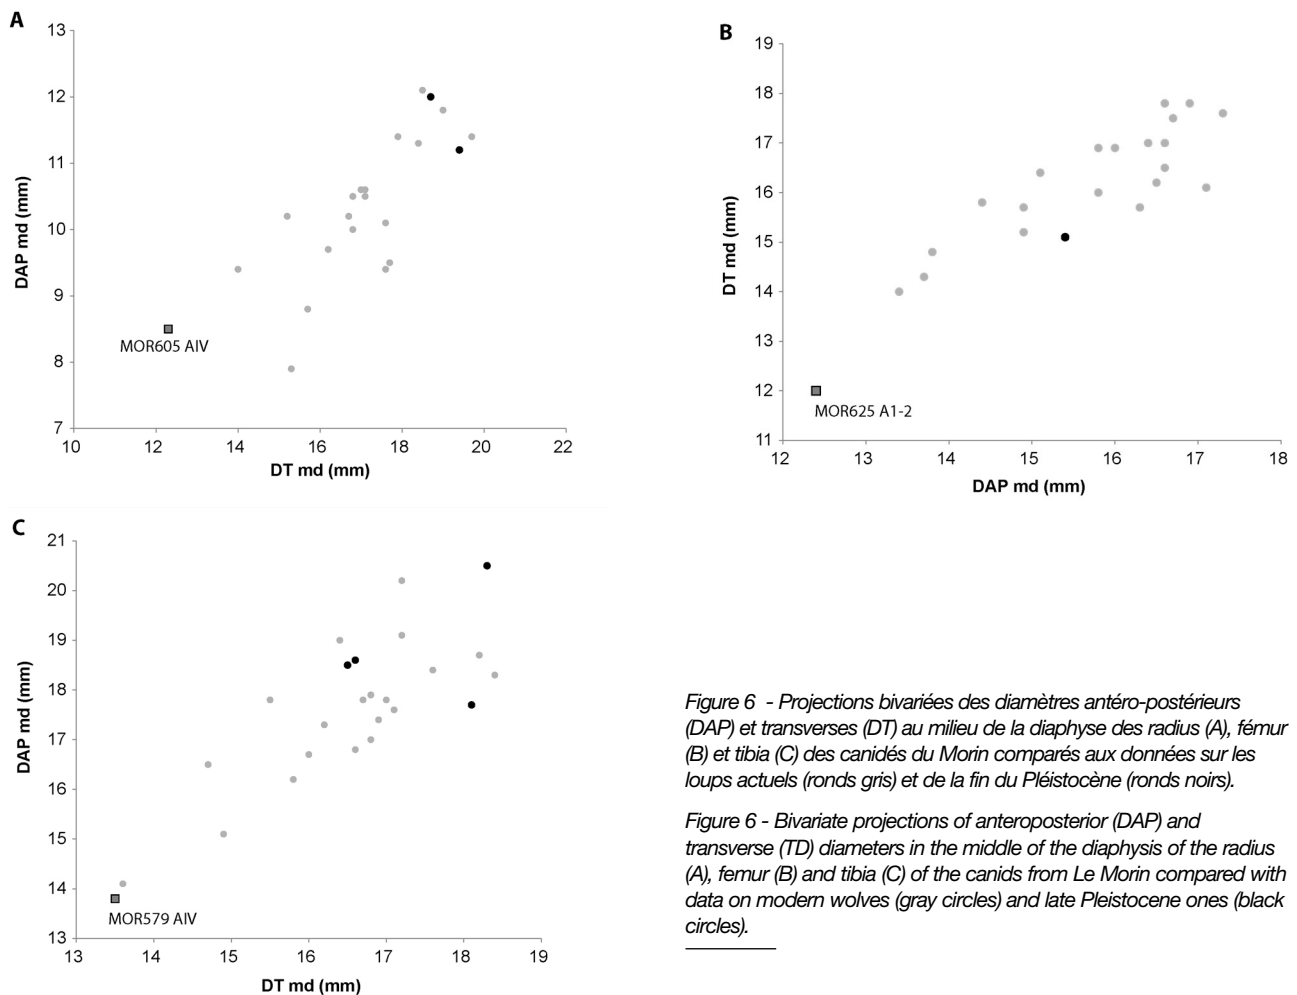 A
13
12
11
10
9
8
7
DAP md (mm)
MOR605 AIV
10 12 14 16 18 20 22
DT md (mm)
B
19
18
17
16
15
14
13
12
11
DT md (mm)
MOR625 A1-2
12 13 14 15 16 17 18
DAP md (mm)
C
21
20
19
18
17
16
15
14
13
DAP md (mm)
MOR579 AIV
13 14 15 16 17 18 19
DT md (mm)
Figure 6 - Projections bivariées des diamètres antéro-postérieurs
(DAP) et transverses (DT) au milieu de la diaphyse des radius (A), fémur
(B) et tibia (C) des canidés du Morin comparés aux données sur les
loups actuels (ronds gris) et de la fin du Pléistocène (ronds noirs).
Figure 6 - Bivariate projections of anteroposterior (DAP) and
transverse (TD) diameters in the middle of the diaphysis of the radius
(A), femur (B) and tibia (C) of the canids from Le Morin compared with
data on modern wolves (gray circles) and late Pleistocene ones (black
circles).